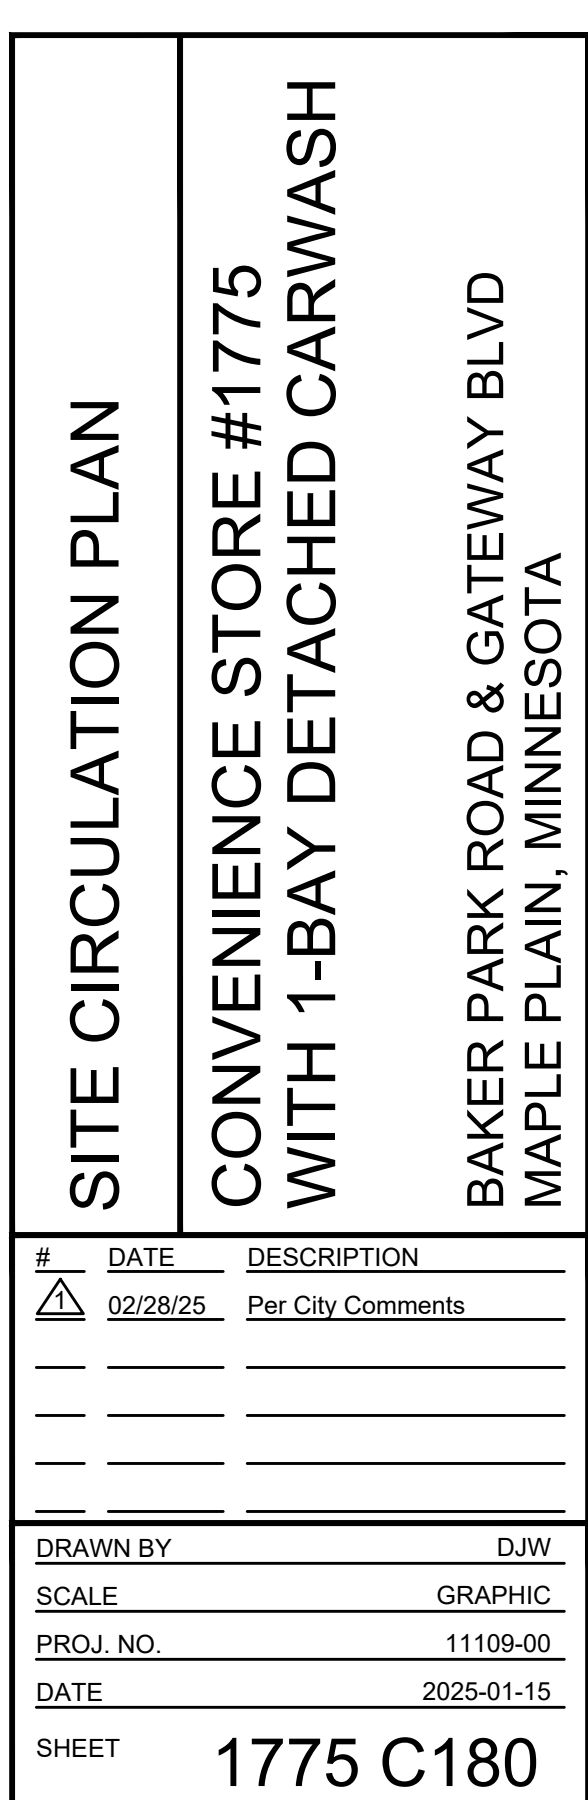 SITE CIRCULATION PLAN
CONVENIENCE STORE #1775
WITH 1-BAY DETACHED CARWASH
BAKER PARK ROAD & GATEWAY BLVD
MAPLE PLAIN, MINNESOTA
# DATE DESCRIPTION
1 02/28/25 Per City Comments
DRAWN BY DJW
SCALE GRAPHIC
PROJ. NO. 11109-00
DATE 2025-01-15
SHEET 1775 C180